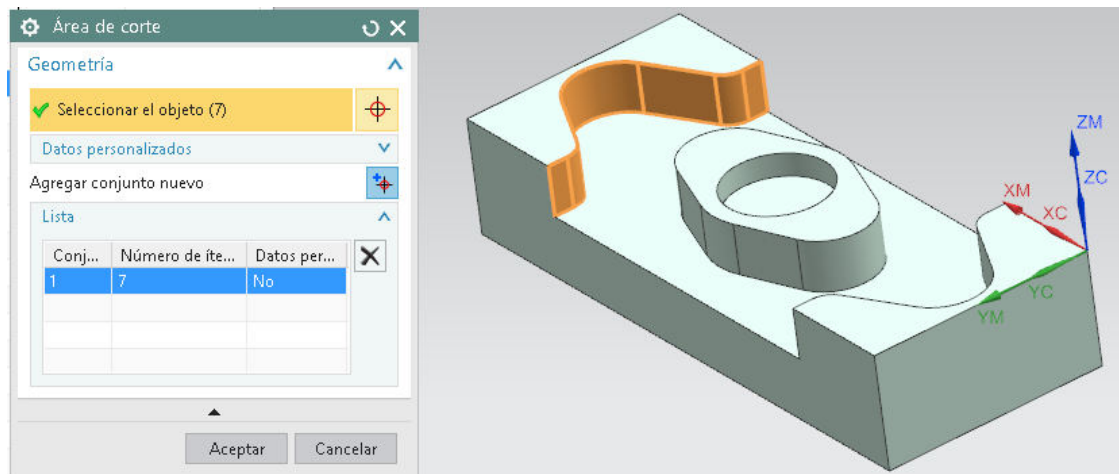 Área de corte
Geometría
Seleccionar el objeto (7)
Datos personalizados
Agregar conjunto nuevo
Lista
Conj... Número de íte... Datos per...
1 7 No
Aceptar Cancelar
ZM
ZC
XM
XC
YC
YM